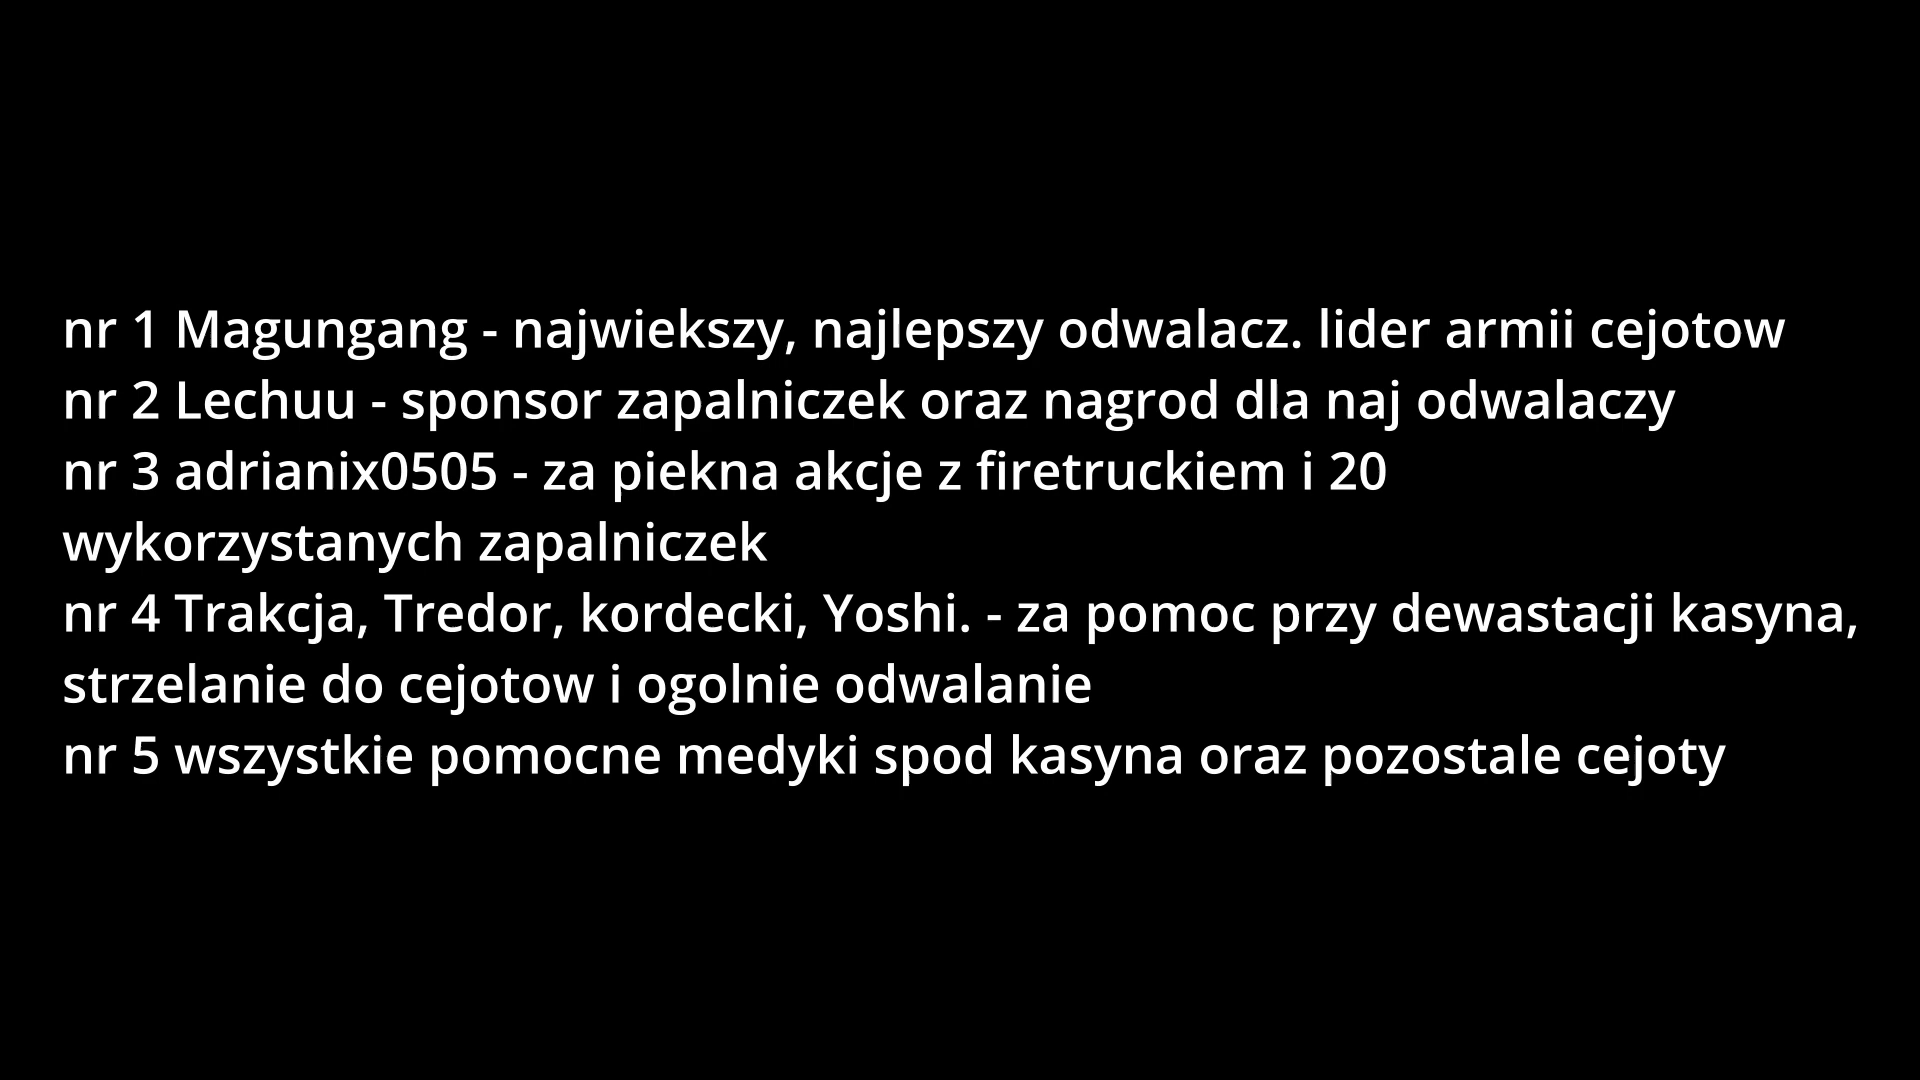 nr 1 Magungang - najwiekszy, najlepszy odwalacz. lider armii cejotow
nr 2 Lechuu - sponsor zapalniczek oraz nagrod dla naj odwalaczy
nr 3 adrianix0505 - za piekna akcje z firetruckiem i 20
wykorzystanych zapalniczek
nr 4 Trakcja, Tredor, kordecki, Yoshi. - za pomoc przy dewastacji kasyna,
strzelanie do cejotow i ogolnie odwalanie
nr 5 wszystkie pomocne medyki spod kasyna oraz pozostale cejoty